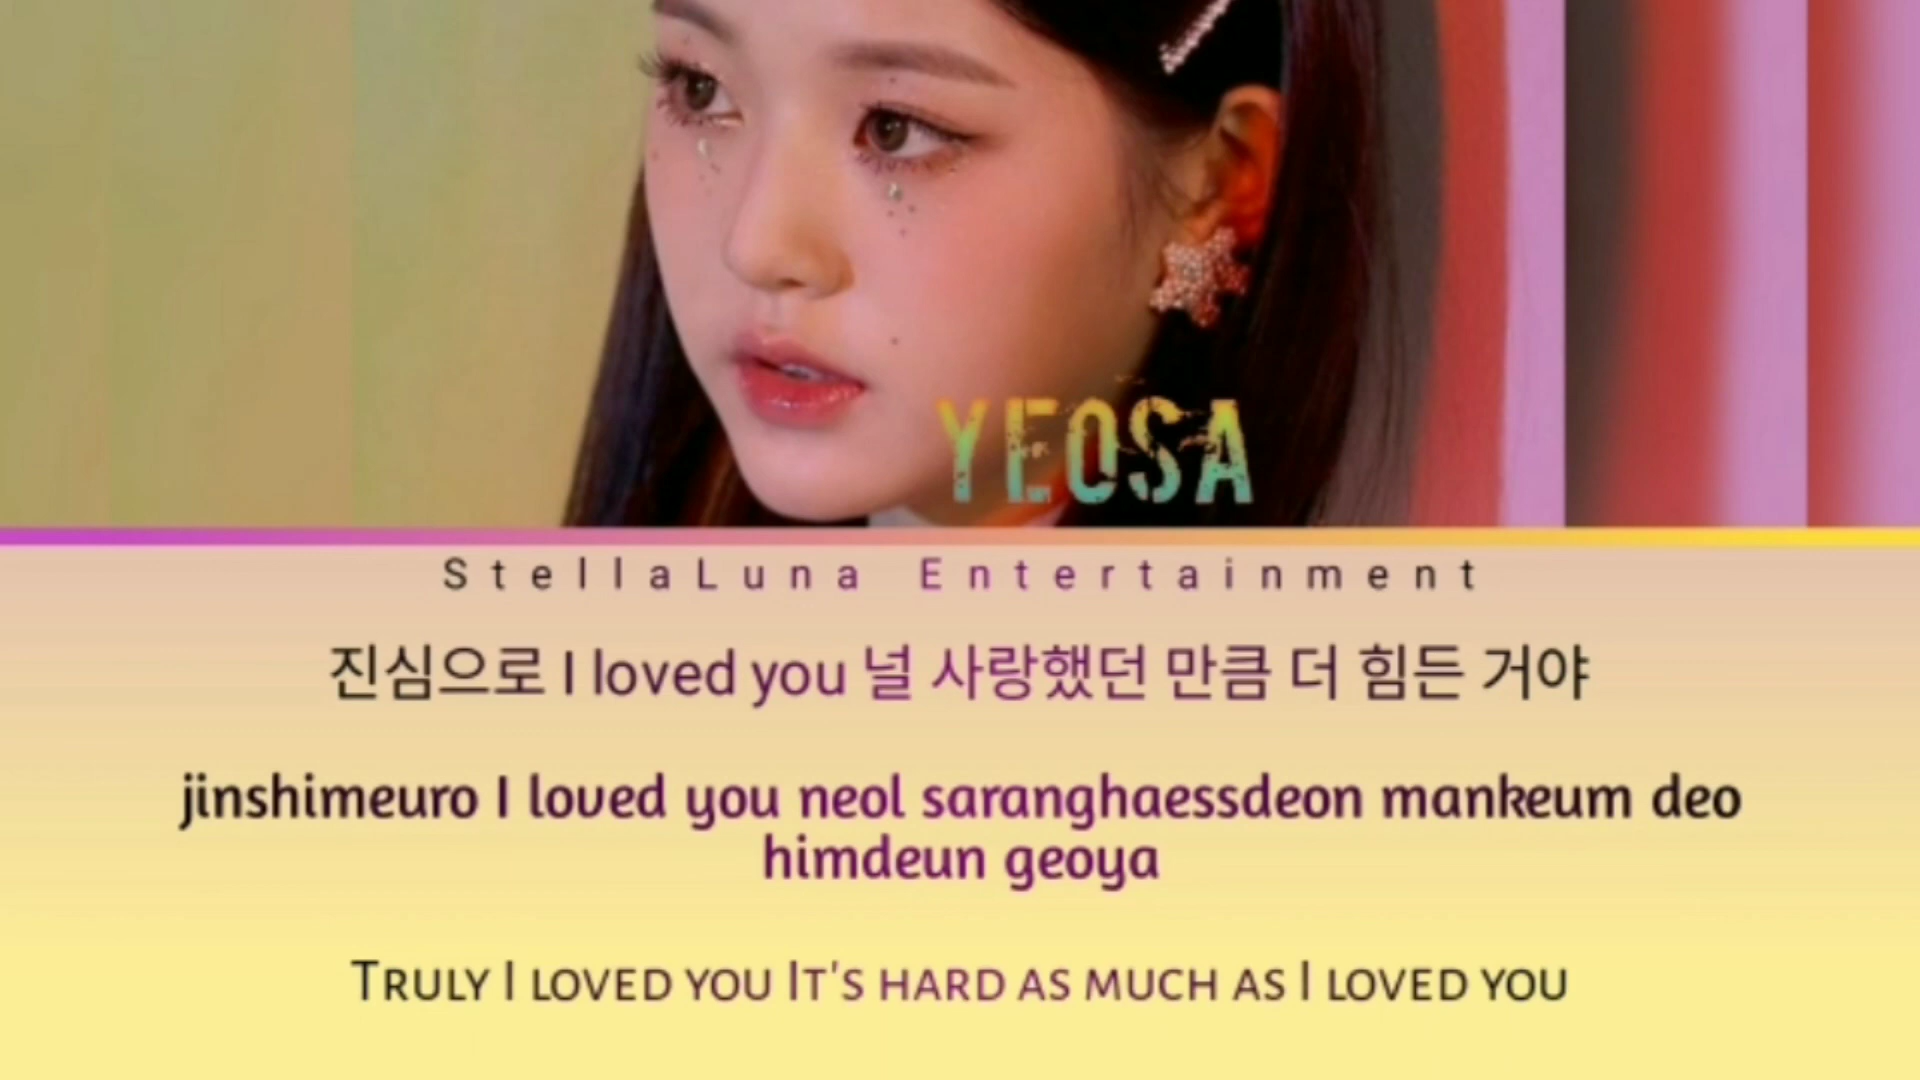 YEOSA
StellaLuna Entertainment
진심으로 I loved you 널 사랑했던 만큼 더 힘든 거야
jinshimeuro I loved you neol saranghaessdeon mankeum deo
himdeun geoya
Truly I loved you It's hard as much as I loved you